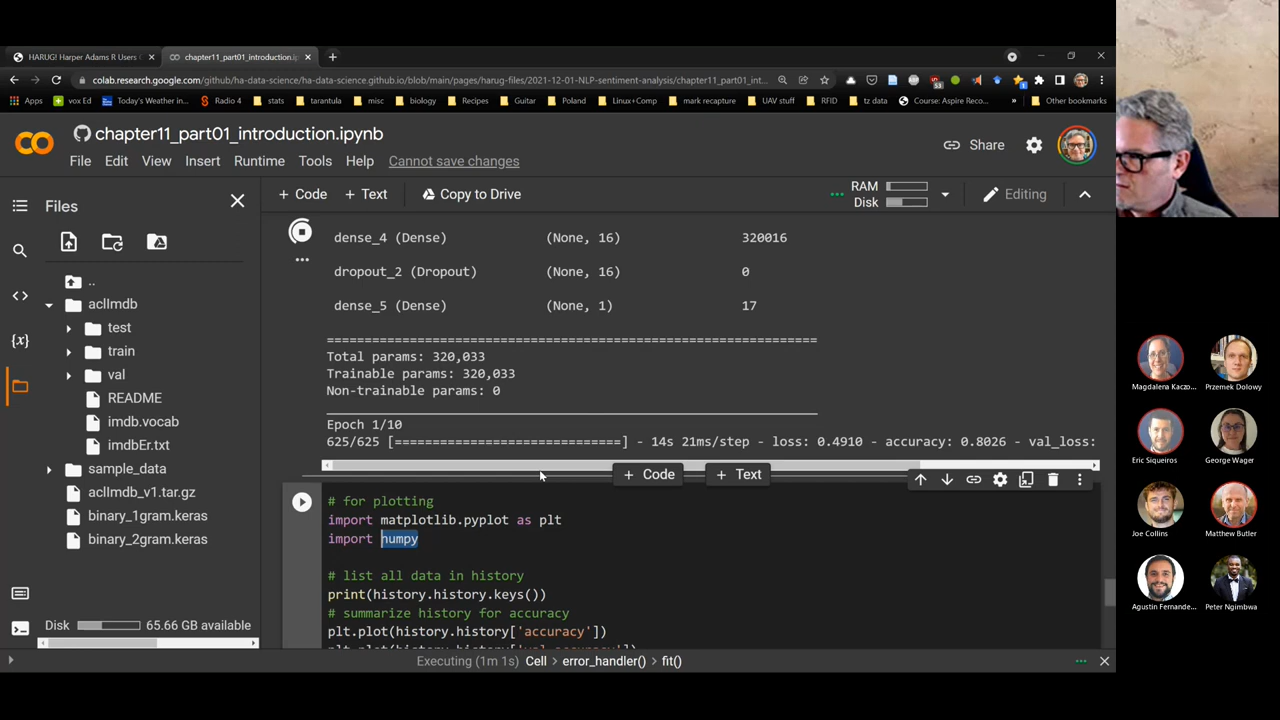 HARUG! Harper Adams R Users
chapter11_part01_introduction.ip
colab.research.google.com/github/ha-data-science/ha-data-science.github.io/blob/main/pages/harug-files/2021-12-01-NLP-sentiment-analysis/chapter11_part01_int...
Apps
vox Ed
Today's Weather in...
Radio 4
stats
tarantula
misc
biology
Recipes
Guitar
Poland
Linux+Comp
mark recapture
UAV stuff
RFID
tz data
Course: Aspire Reco...
»
Other bookmarks
CO
chapter11_part01_introduction.ipynb
File Edit View Insert Runtime Tools Help Cannot save changes
Share
+ Code + Text Copy to Drive
RAM
Disk
Editing
Files
..
aclImdb
test
train
val
README
imdb.vocab
imdbEr.txt
sample_data
aclImdb_v1.tar.gz
binary_1gram.keras
binary_2gram.keras
Disk 65.66 GB available
dense_4 (Dense) (None, 16) 320016
dropout_2 (Dropout) (None, 16) 0
dense_5 (Dense) (None, 1) 17
=================================================================
Total params: 320,033
Trainable params: 320,033
Non-trainable params: 0
_________________________________________________________________
Epoch 1/10
625/625 [==============================] - 14s 21ms/step - loss: 0.4910 - accuracy: 0.8026 - val_loss:
+ Code + Text
# for plotting
import matplotlib.pyplot as plt
import numpy
# list all data in history
print(history.history.keys())
# summarize history for accuracy
plt.plot(history.history['accuracy'])
Executing (1m 1s) Cell > error_handler() > fit()
Magdalena Kaczo...
Przemek Dolowy
Eric Siqueiros
George Wager
Joe Collins
Matthew Butler
Agustin Fernande...
Peter Ngimbwa